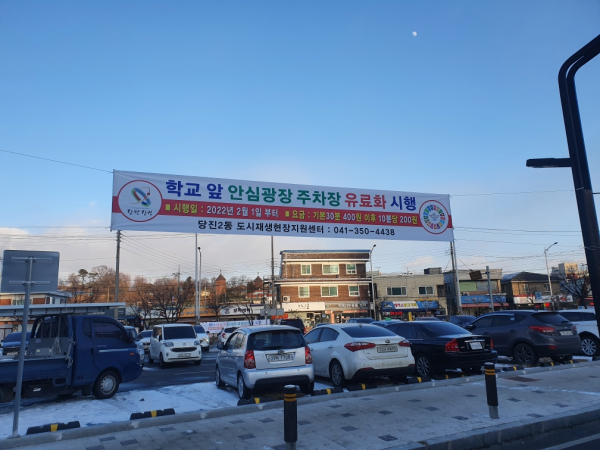 학교 앞 안심광장 주차장 유료화 시행
■ 시행일 : 2022년 2월 1일 부터 ■ 요금 : 기본30분 400원 이후 10분당 200원
당진2동 도시재생현장지원센터 : 041-350-4438